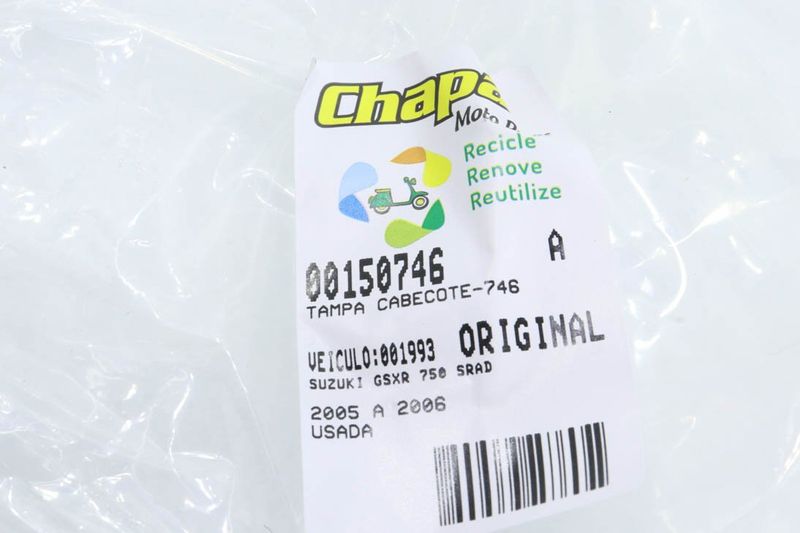 Chapa
Moto
Recicle
Renove
Reutilize
A
00150746
TAMPA CABECOTE-746
VEICULO:001993 ORIGINAL
SUZUKI GSXR 750 SRAD
2005 A 2006
USADA